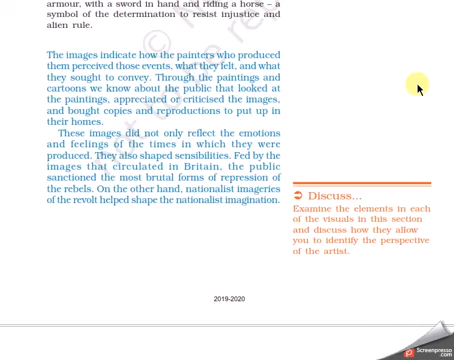 armour, with a sword in hand and riding a horse – a
symbol of the determination to resist injustice and
alien rule.
The images indicate how the painters who produced
them perceived those events, what they felt, and what
they sought to convey. Through the paintings and
cartoons we know about the public that looked at
the paintings, appreciated or criticised the images,
and bought copies and reproductions to put up in
their homes.
These images did not only reflect the emotions
and feelings of the times in which they were
produced. They also shaped sensibilities. Fed by the
images that circulated in Britain, the public
sanctioned the most brutal forms of repression of
the rebels. On the other hand, nationalist imageries
of the revolt helped shape the nationalist imagination.
Discuss...
Examine the elements in each
of the visuals in this section
and discuss how they allow
you to identify the perspective
of the artist.
2019-2020
Screenpresso
.com